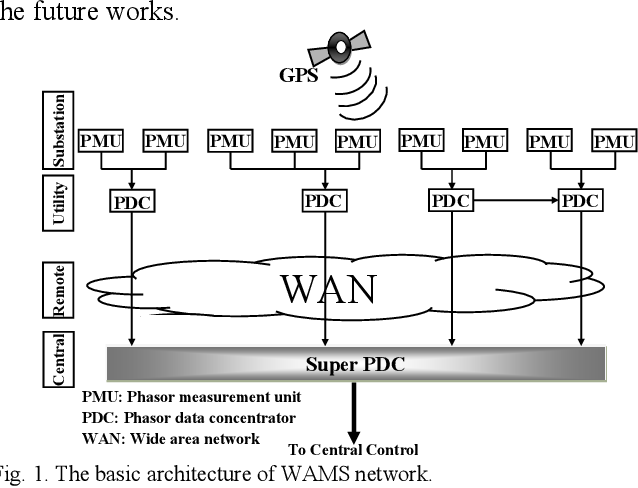 he future works.
GPS
Substation
PMU PMU PMU PMU PMU PMU PMU PMU PMU
Utility
PDC PDC PDC PDC
Remote
WAN
Central
Super PDC
PMU: Phasor measurement unit
PDC: Phasor data concentrator
WAN: Wide area network
To Central Control
Fig. 1. The basic architecture of WAMS network.